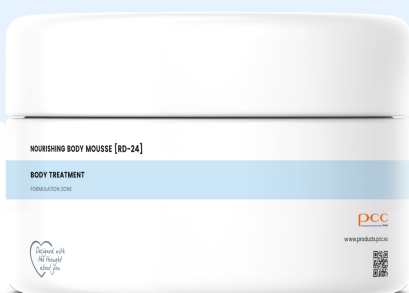 NOURISHING BODY MOUSSE [RD-24]
BODY TREATMENT
FORMULATION ZONE
pcc
www.products.pcc.eu
Designed with
the thought
about you